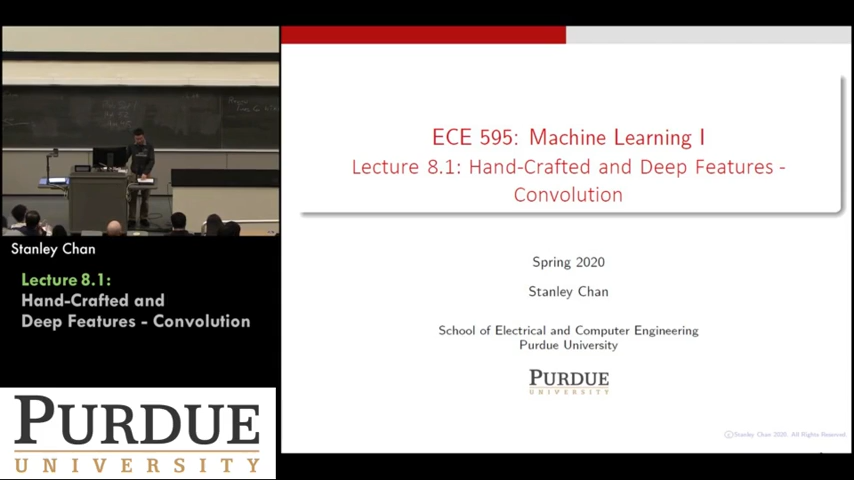 Stanley Chan
Lecture 8.1:
Hand-Crafted and
Deep Features - Convolution
PURDUE
UNIVERSITY
ECE 595: Machine Learning I
Lecture 8.1: Hand-Crafted and Deep Features -
Convolution
Spring 2020
Stanley Chan
School of Electrical and Computer Engineering
Purdue University
PURDUE
UNIVERSITY
©Stanley Chan 2020. All Rights Reserved.